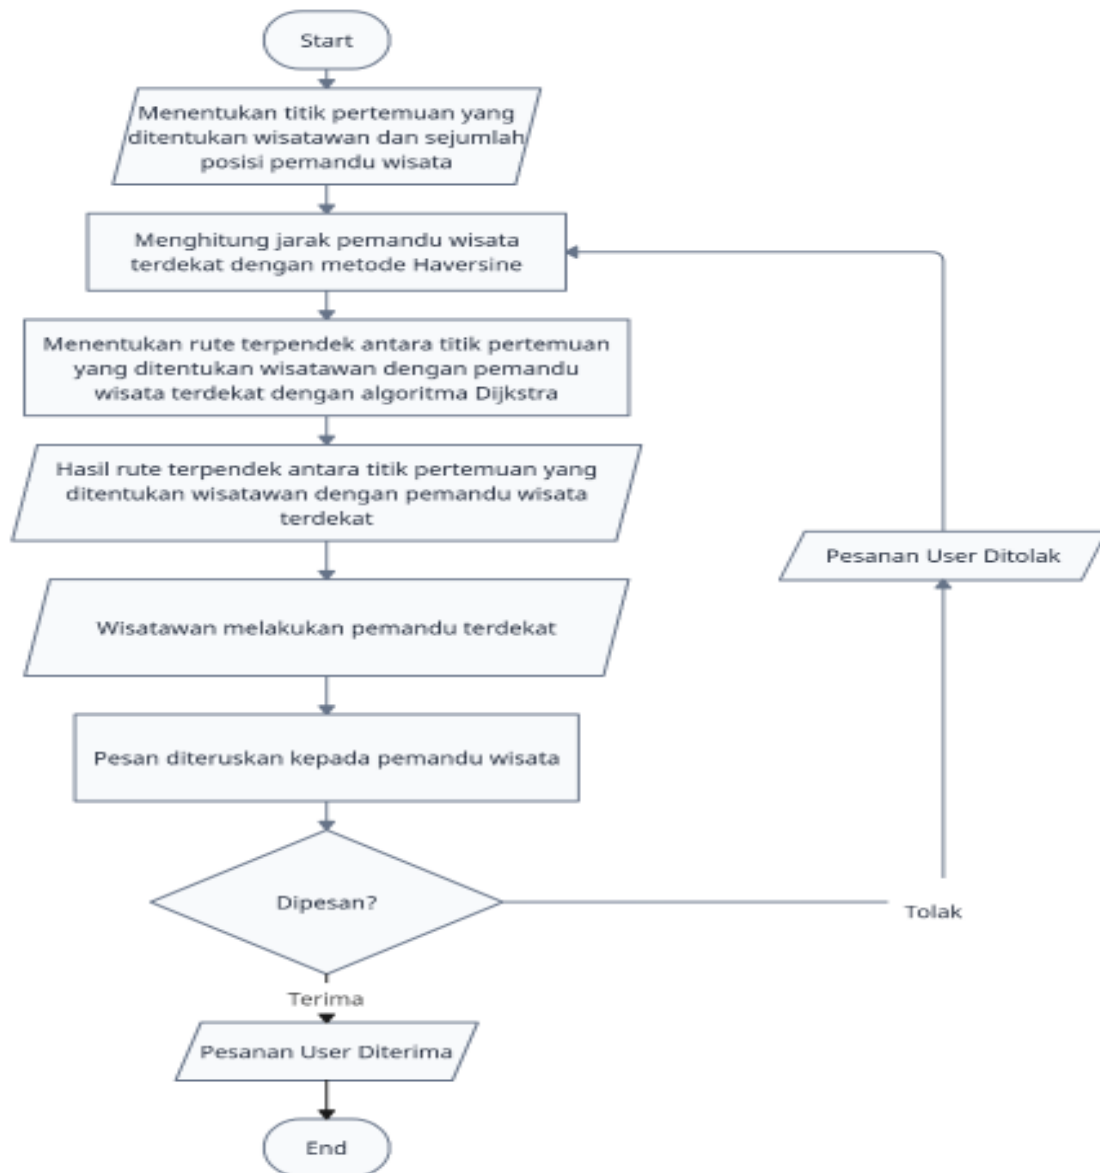 Start
Menentukan titik pertemuan yang
ditentukan wisatawan dan sejumlah
posisi pemandu wisata
Menghitung jarak pemandu wisata
terdekat dengan metode Haversine
Menentukan rute terpendek antara titik pertemuan
yang ditentukan wisatawan dengan pemandu
wisata terdekat dengan algoritma Dijkstra
Hasil rute terpendek antara titik pertemuan yang
ditentukan wisatawan dengan pemandu wisata
terdekat
Pesanan User Ditolak
Wisatawan melakukan pemandu terdekat
Pesan diteruskan kepada pemandu wisata
Dipesan?
Tolak
Terima
Pesanan User Diterima
End